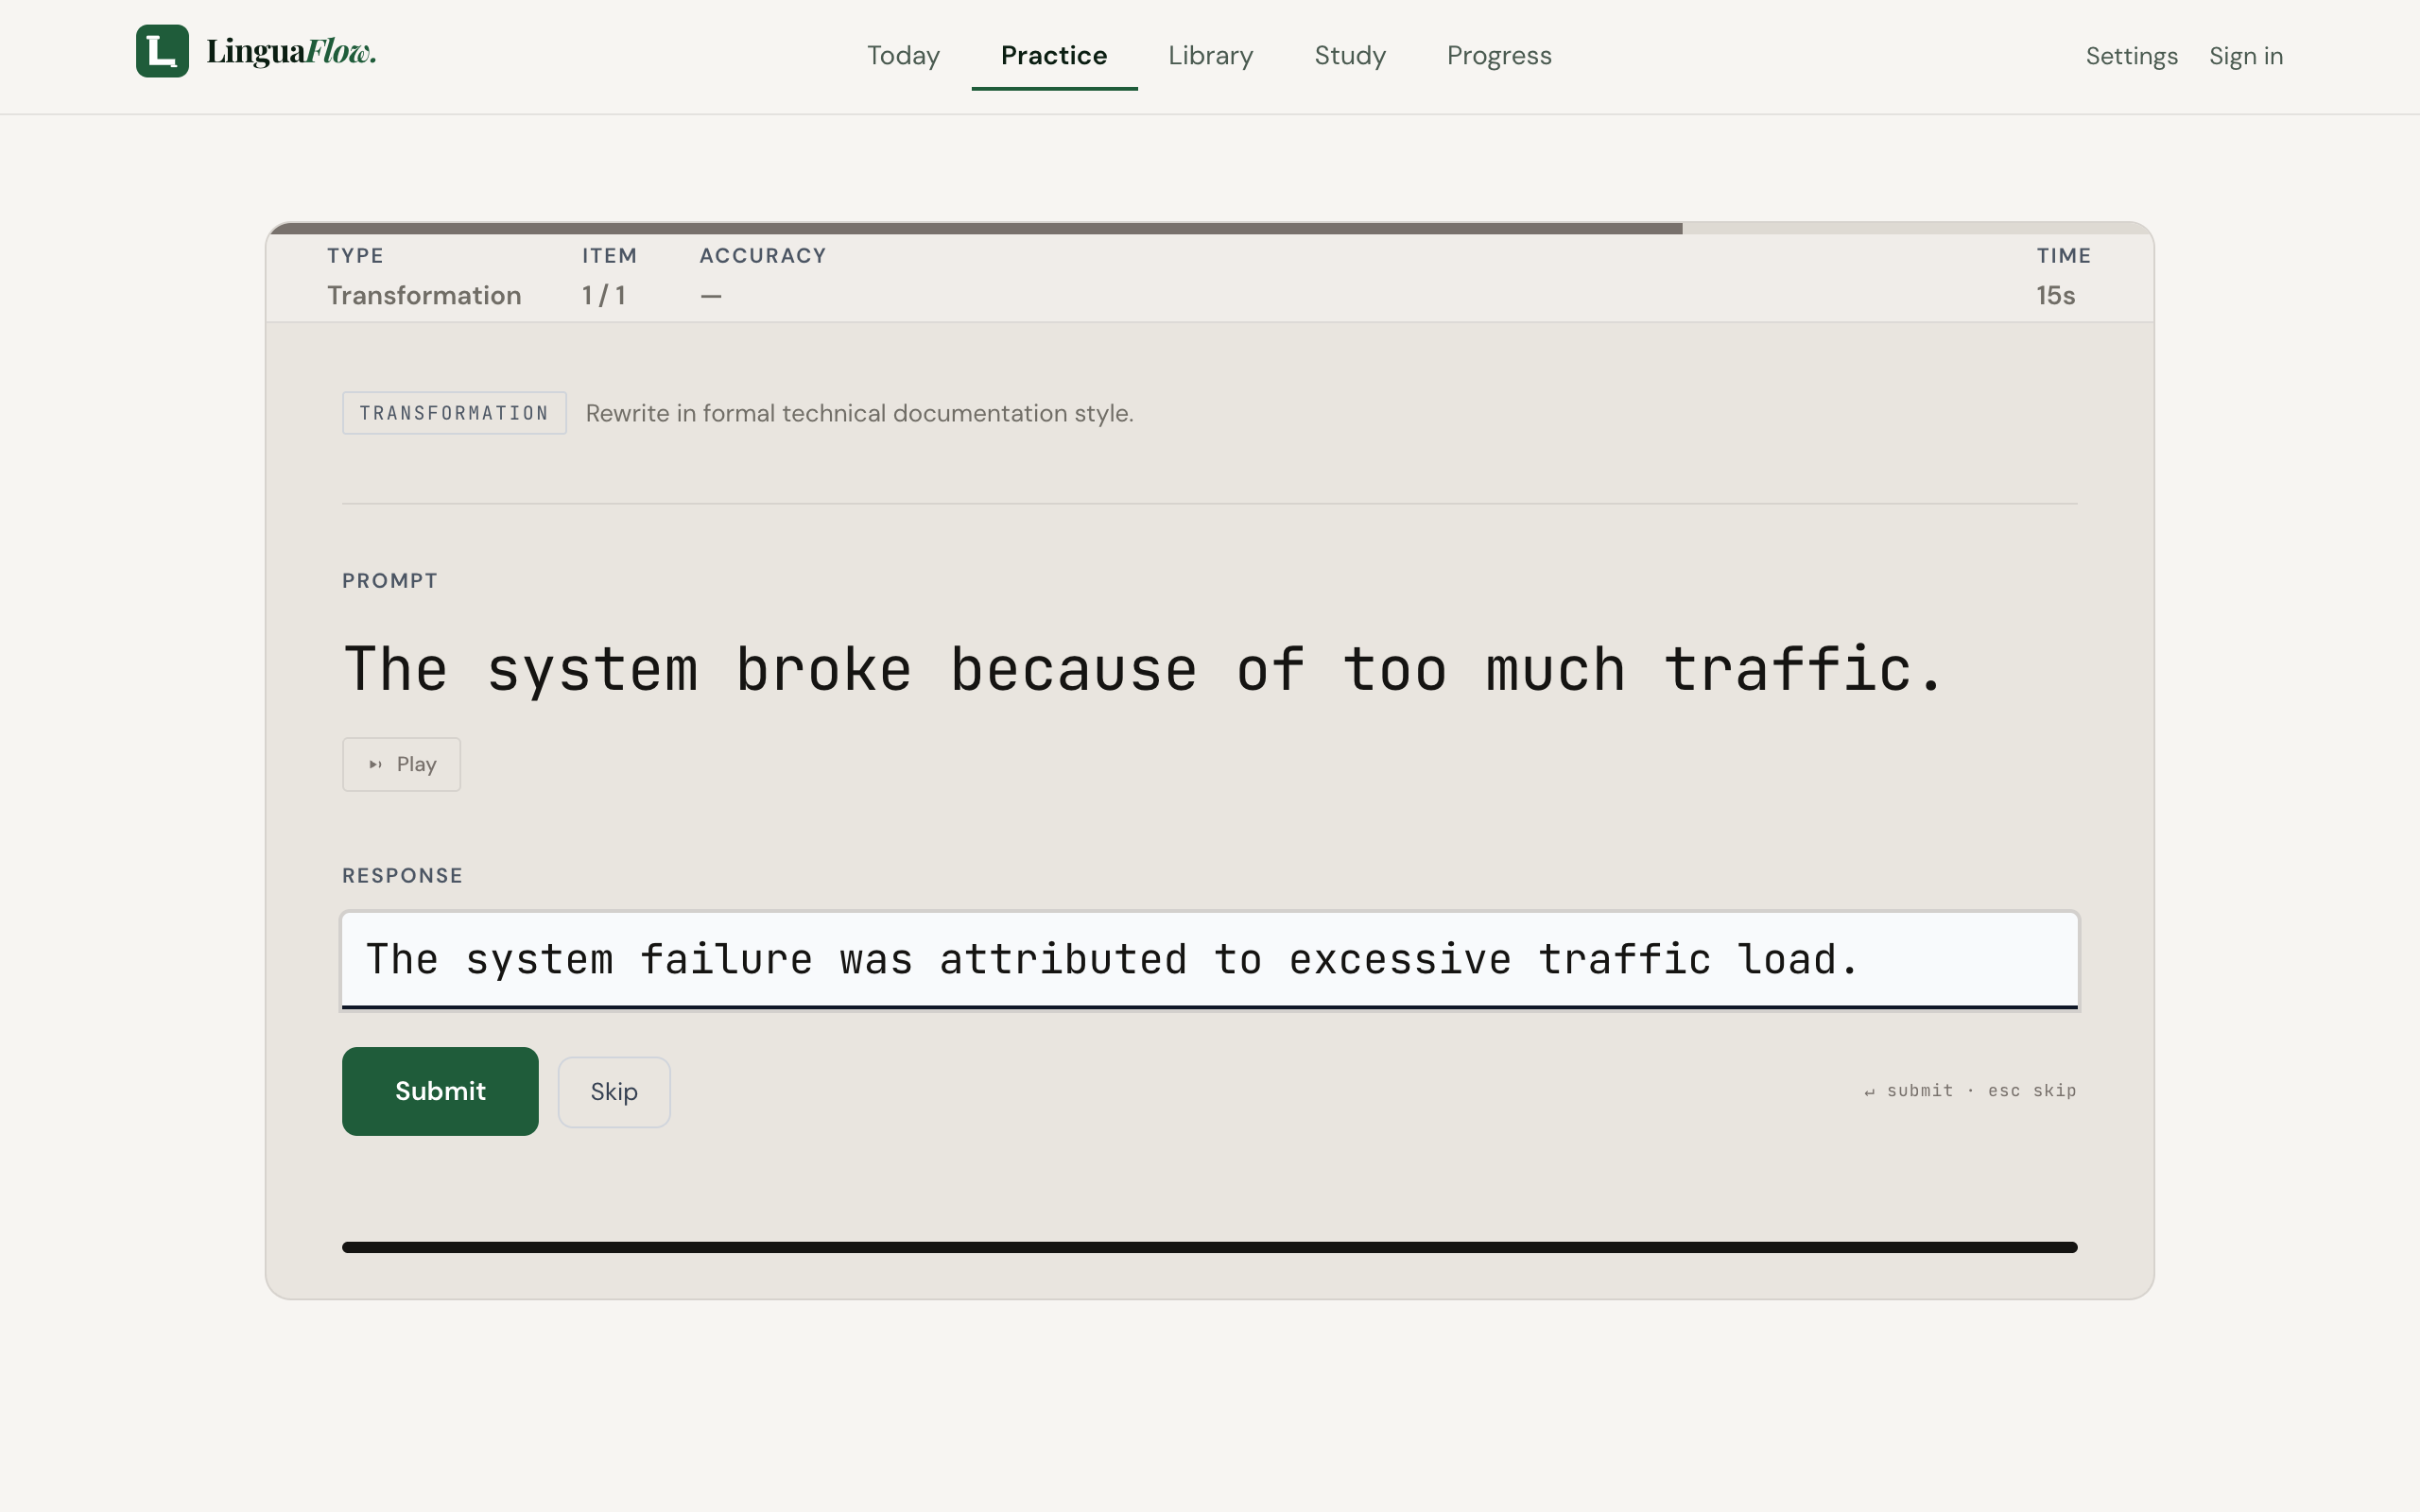 LinguaFlow.
Today Practice Library Study Progress
Settings Sign in
TYPE ITEM ACCURACY TIME
Transformation 1 / 1 — 15s
TRANSFORMATION Rewrite in formal technical documentation style.
PROMPT
The system broke because of too much traffic.
Play
RESPONSE
The system failure was attributed to excessive traffic load.
Submit Skip ↵ submit · esc skip